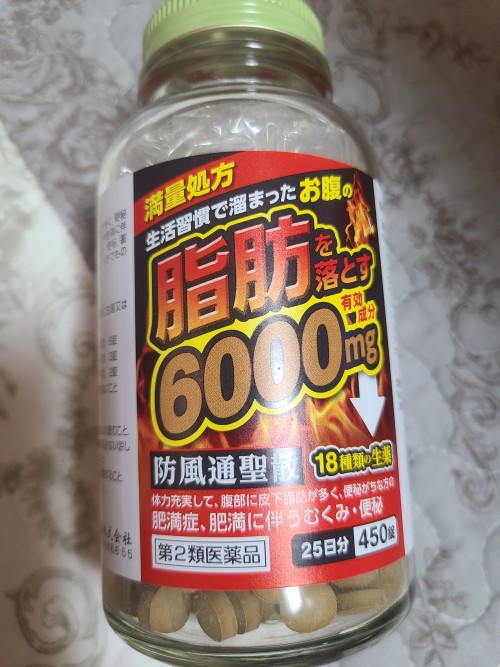 満量処方
生活習慣で溜まったお腹の
脂肪を落とす
有効成分
6000mg
防風通聖散
18種類の生薬
体力充実して、腹部に皮下脂肪が多く、便秘がちな方の
肥満症、肥満に伴うむくみ・便秘
第2類医薬品
25日分 450錠